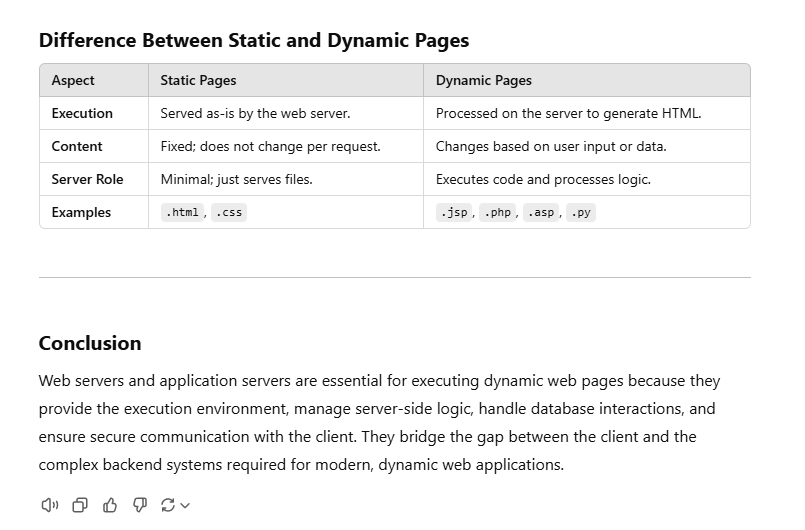 Difference Between Static and Dynamic Pages
Aspect Static Pages Dynamic Pages
Execution Served as-is by the web server. Processed on the server to generate HTML.
Content Fixed; does not change per request. Changes based on user input or data.
Server Role Minimal; just serves files. Executes code and processes logic.
Examples .html, .css .jsp, .php, .asp, .py
Conclusion
Web servers and application servers are essential for executing dynamic web pages because they
provide the execution environment, manage server-side logic, handle database interactions, and
ensure secure communication with the client. They bridge the gap between the client and the
complex backend systems required for modern, dynamic web applications.